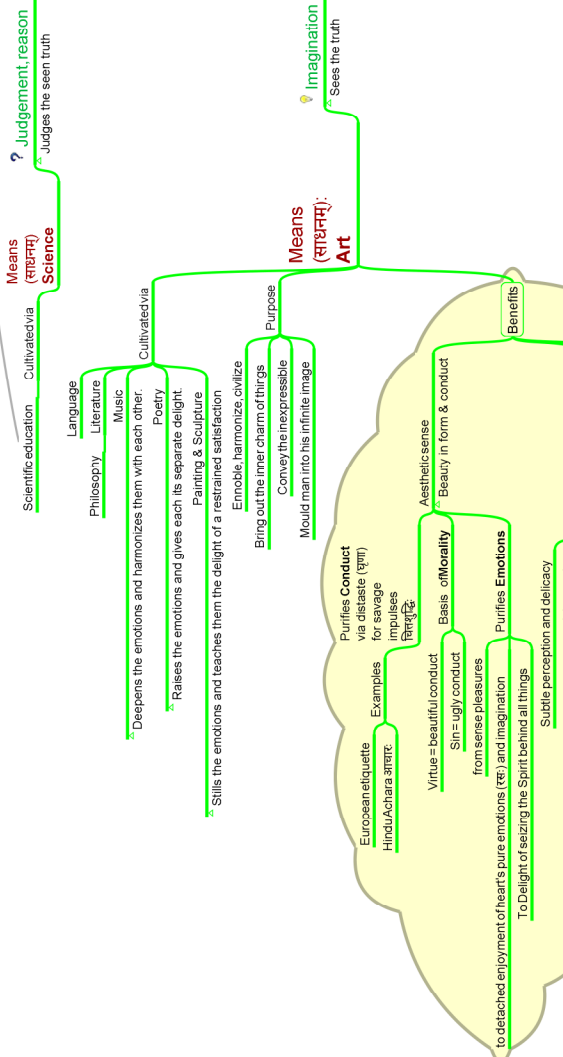 ? Judgement, reason
Judges the seen truth
Means
(साधनम्)
Science
Cultivated via
Scientific education
Imagination
Sees the truth
Means
(साधनम्):
Art
Cultivated via
Language
Literature
Philosophy
Music
Deepens the emotions and harmonizes them with each other.
Poetry
Raises the emotions and gives each its separate delight.
Painting & Sculpture
Stills the emotions and teaches them the delight of a restrained satisfaction
Purpose
Ennoble, harmonize, civilize
Bring out the inner charm of things
Convey the inexpressible
Mould man into his infinite image
Benefits
Aesthetic sense
Beauty in form & conduct
Purifies Conduct
via distaste (घृणा)
for savage
impulses
चित्तशुद्धिः
Examples
European etiquette
Hindu Achara आचारः
Basis of Morality
Virtue = beautiful conduct
Sin = ugly conduct
Purifies Emotions
from sense pleasures
to detached enjoyment of heart's pure emotions (रसः) and imagination
To Delight of seizing the Spirit behind all things
Subtle perception and delicacy